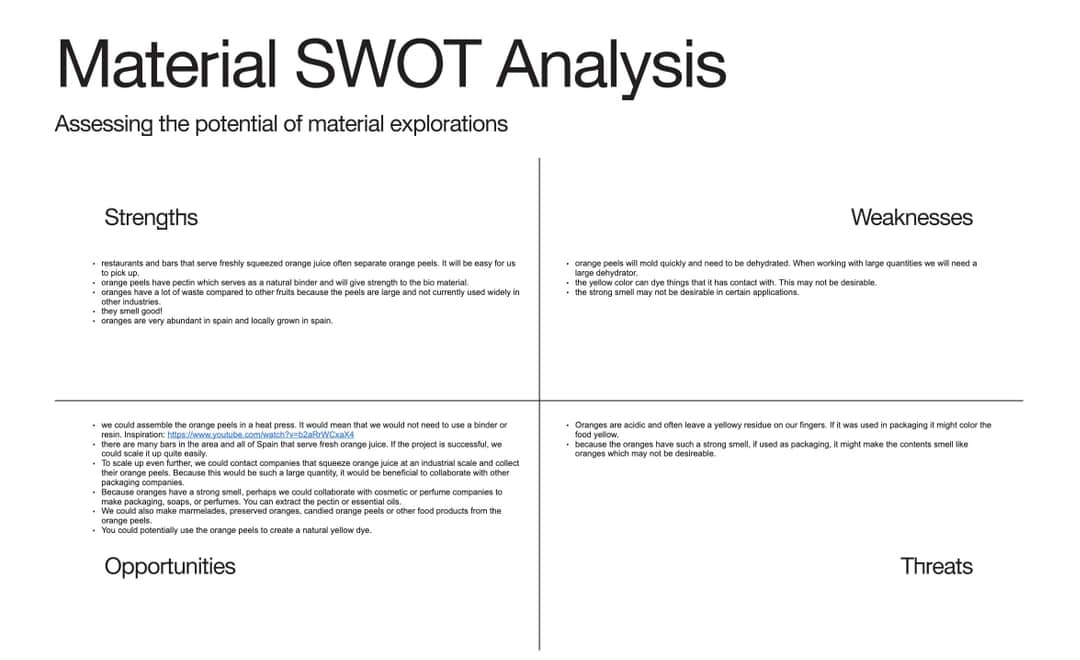 Material SWOT Analysis
Assessing the potential of material explorations
Strengths
• restaurants and bars that serve freshly squeezed orange juice often separate orange peels. It will be easy for us
to pick up.
• orange peels have pectin which serves as a natural binder and will give strength to the bio material.
• oranges have a lot of waste compared to other fruits because the peels are large and not currently used widely in
other industries.
• they smell good!
• oranges are very abundant in spain and locally grown in spain.
Weaknesses
• orange peels will mold quickly and need to be dehydrated. When working with large quantities we will need a
large dehydrator.
• the yellow color can dye things that it has contact with. This may not be desirable.
• the strong smell may not be desirable in certain applications.
• we could assemble the orange peels in a heat press. It would mean that we would not need to use a binder or
resin. Inspiration: https://www.youtube.com/watch?v=b2aRrWCxaX4
• there are many bars in the area and all of Spain that serve fresh orange juice. If the project is successful, we
could scale it up quite easily.
• To scale up even further, we could contact companies that squeeze orange juice at an industrial scale and collect
their orange peels. Because this would be such a large quantity, it would be beneficial to collaborate with other
packaging companies.
• Because oranges have a strong smell, perhaps we could collaborate with cosmetic or perfume companies to
make packaging, soaps, or perfumes. You can extract the pectin or essential oils.
• We could also make marmelades, preserved oranges, candied orange peels or other food products from the
orange peels.
• You could potentially use the orange peels to create a natural yellow dye.
Opportunities
• Oranges are acidic and often leave a yellowy residue on our fingers. If it was used in packaging it might color the
food yellow.
• because the oranges have such a strong smell, if used as packaging, it might make the contents smell like
oranges which may not be desireable.
Threats